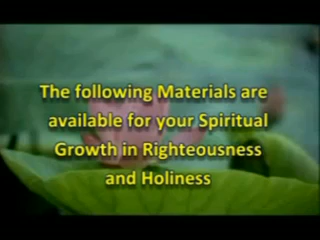 The following Materials are
available for your Spiritual
Growth in Righteousness
and Holiness